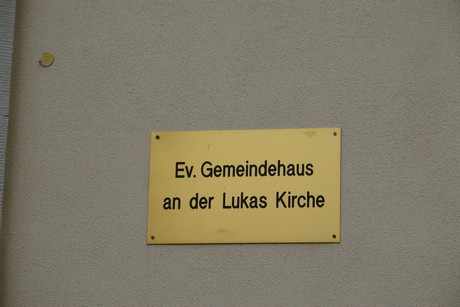 Ev. Gemeindehaus
an der Lukas Kirche